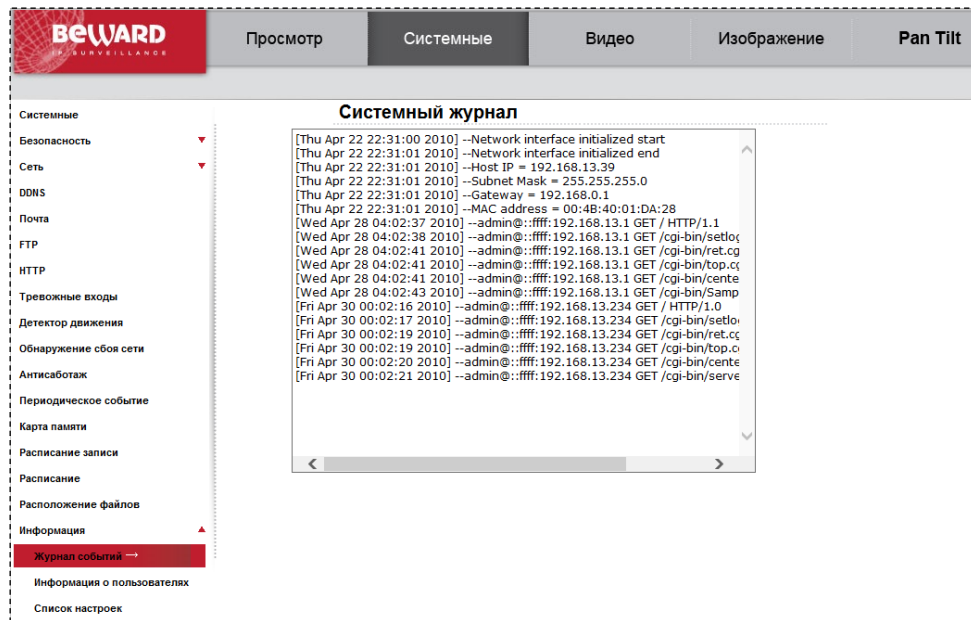 BEWARD
IP SURVEILLANCE
Просмотр
Системные
Видео
Изображение
Pan Tilt
Системные
Безопасность
Сеть
DDNS
Почта
FTP
HTTP
Тревожные входы
Детектор движения
Обнаружение сбоя сети
Антисаботаж
Периодическое событие
Карта памяти
Расписание записи
Расписание
Расположение файлов
Информация
Журнал событий →
Информация о пользователях
Список настроек
Системный журнал
[Thu Apr 22 22:31:00 2010] --Network interface initialized start
[Thu Apr 22 22:31:01 2010] --Network interface initialized end
[Thu Apr 22 22:31:01 2010] --Host IP = 192.168.13.39
[Thu Apr 22 22:31:01 2010] --Subnet Mask = 255.255.255.0
[Thu Apr 22 22:31:01 2010] --Gateway = 192.168.0.1
[Thu Apr 22 22:31:01 2010] --MAC address = 00:4B:40:01:DA:28
[Wed Apr 28 04:02:37 2010] --admin@::ffff:192.168.13.1 GET / HTTP/1.1
[Wed Apr 28 04:02:38 2010] --admin@::ffff:192.168.13.1 GET /cgi-bin/setlog
[Wed Apr 28 04:02:41 2010] --admin@::ffff:192.168.13.1 GET /cgi-bin/ret.cg
[Wed Apr 28 04:02:41 2010] --admin@::ffff:192.168.13.1 GET /cgi-bin/top.cg
[Wed Apr 28 04:02:41 2010] --admin@::ffff:192.168.13.1 GET /cgi-bin/cente
[Wed Apr 28 04:02:43 2010] --admin@::ffff:192.168.13.1 GET /cgi-bin/Samp
[Fri Apr 30 00:02:16 2010] --admin@::ffff:192.168.13.234 GET / HTTP/1.0
[Fri Apr 30 00:02:17 2010] --admin@::ffff:192.168.13.234 GET /cgi-bin/setlo
[Fri Apr 30 00:02:19 2010] --admin@::ffff:192.168.13.234 GET /cgi-bin/ret.cg
[Fri Apr 30 00:02:19 2010] --admin@::ffff:192.168.13.234 GET /cgi-bin/top.c
[Fri Apr 30 00:02:20 2010] --admin@::ffff:192.168.13.234 GET /cgi-bin/cente
[Fri Apr 30 00:02:21 2010] --admin@::ffff:192.168.13.234 GET /cgi-bin/serve